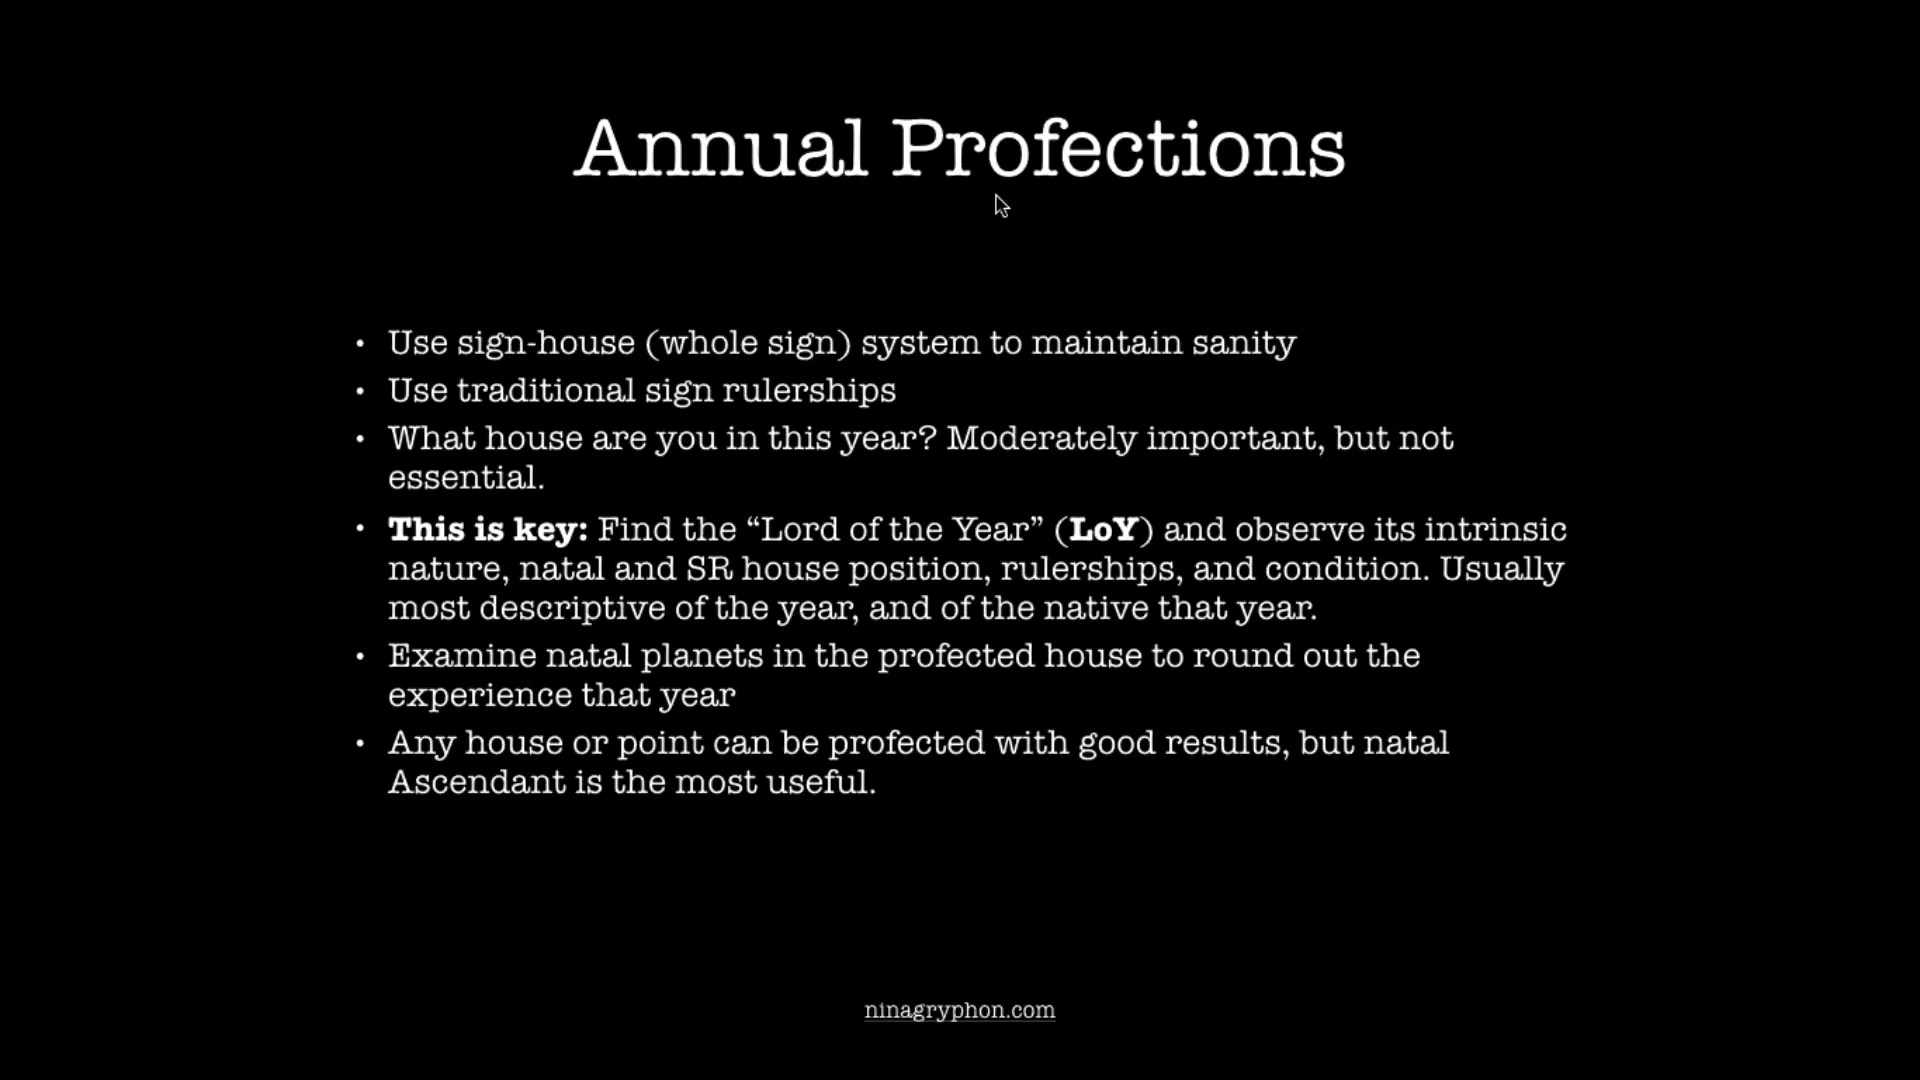 Annual Profections
• Use sign-house (whole sign) system to maintain sanity
• Use traditional sign rulerships
• What house are you in this year? Moderately important, but not
essential.
• This is key: Find the “Lord of the Year” (LoY) and observe its intrinsic
nature, natal and SR house position, rulerships, and condition. Usually
most descriptive of the year, and of the native that year.
• Examine natal planets in the profected house to round out the
experience that year
• Any house or point can be profected with good results, but natal
Ascendant is the most useful.
ninagryphon.com